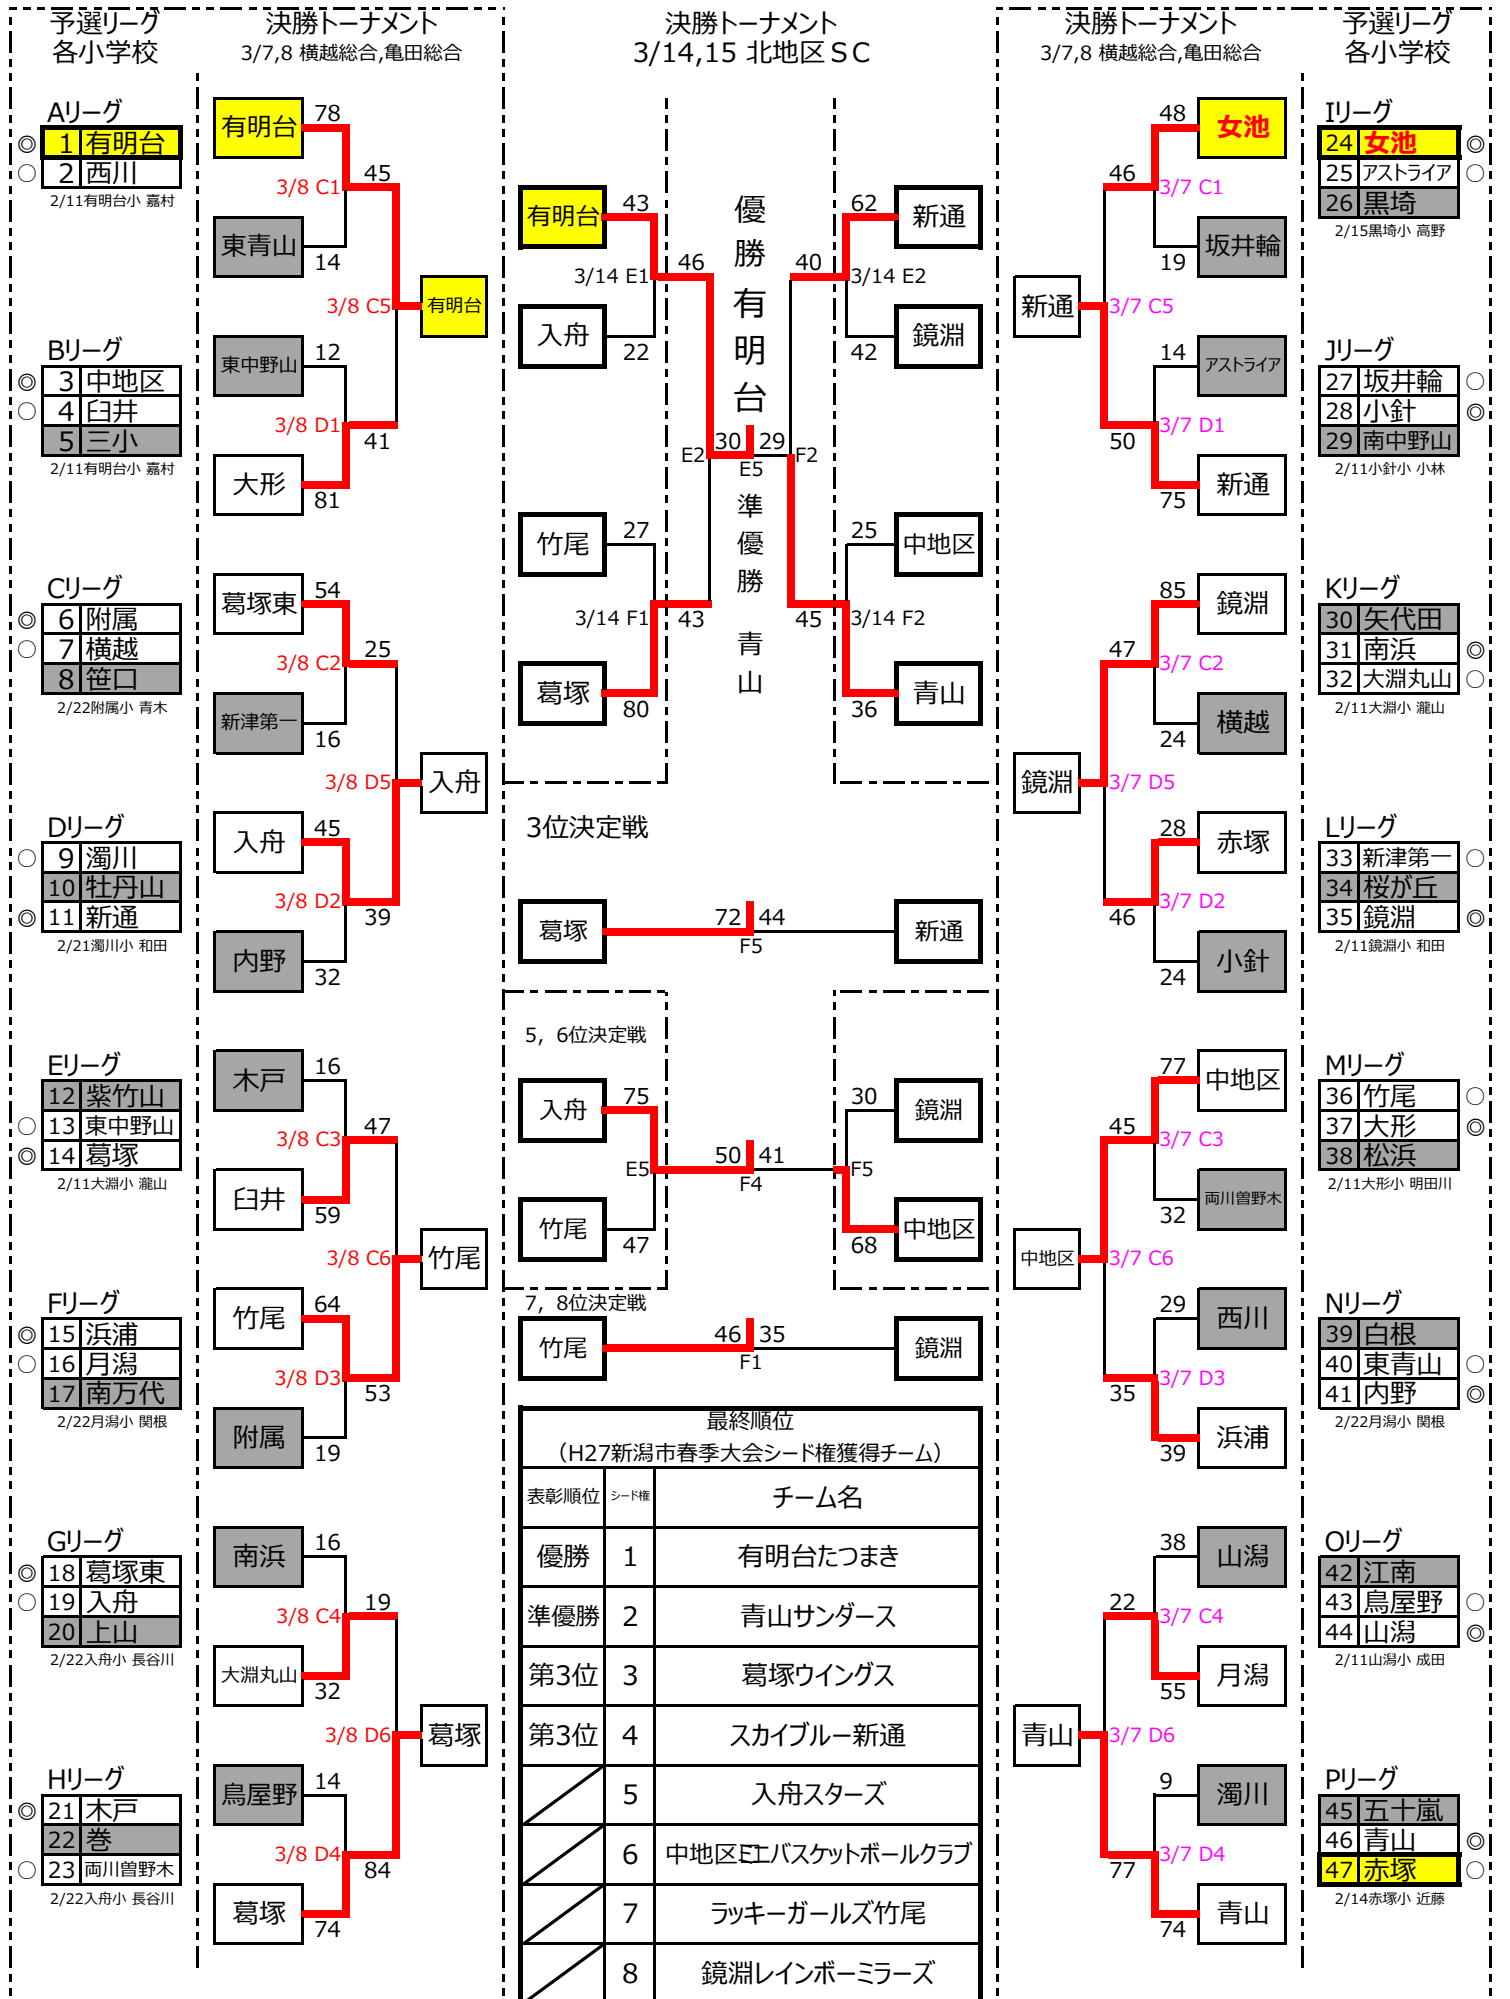 予選リーグ
各小学校
決勝トーナメント
3/7,8 横越総合,亀田総合
決勝トーナメント
3/14,15 北地区ＳＣ
決勝トーナメント
3/7,8 横越総合,亀田総合
予選リーグ
各小学校
Aリーグ
◎ 1 有明台
○ 2 西川
2/11有明台小 嘉村
Bリーグ
◎ 3 中地区
○ 4 臼井
5 三小
2/11有明台小 嘉村
Cリーグ
◎ 6 附属
○ 7 横越
8 笹口
2/22附属小 青木
Dリーグ
○ 9 濁川
10 牡丹山
◎ 11 新通
2/21濁川小 和田
Eリーグ
12 紫竹山
○ 13 東中野山
◎ 14 葛塚
2/11大淵小 瀧山
Fリーグ
◎ 15 浜浦
○ 16 月潟
17 南万代
2/22月潟小 関根
Gリーグ
◎ 18 葛塚東
○ 19 入舟
20 上山
2/22入舟小 長谷川
Hリーグ
◎ 21 木戸
22 巻
○ 23 両川曽野木
2/22入舟小 長谷川
有明台 78
45
3/8 C1
東青山 14
3/8 C5 有明台
東中野山 12
3/8 D1
41
大形 81
葛塚東 54
25
3/8 C2
新津第一 16
3/8 D5 入舟
入舟 45
3/8 D2
39
内野 32
木戸 16
47
3/8 C3
臼井 59
3/8 C6 竹尾
竹尾 64
3/8 D3
53
附属 19
南浜 16
19
3/8 C4
大淵丸山 32
3/8 D6 葛塚
鳥屋野 14
3/8 D4
84
葛塚 74
有明台 43
46
3/14 E1
入舟 22
竹尾 27
3/14 F1
43
葛塚 80
優勝 有明台
E2 30 29 F2
E5
準優勝 青山
62 新通
40
3/14 E2
42 鏡淵
25 中地区
45
3/14 F2
36 青山
3位決定戦
葛塚 72 44 新通
F5
5，6位決定戦
入舟 75
E5
竹尾 47
50 41
F4
30 鏡淵
F5
68 中地区
7，8位決定戦
竹尾 46 35 鏡淵
F1
最終順位
（H27新潟市春季大会シード権獲得チーム）
表彰順位 シード権 チーム名
優勝 1 有明台たつまき
準優勝 2 青山サンダース
第3位 3 葛塚ウイングス
第3位 4 スカイブルー新通
5 入舟スターズ
6 中地区ミニバスケットボールクラブ
7 ラッキーガールズ竹尾
8 鏡淵レインボーミラーズ
48 女池
46
3/7 C1
19 坂井輪
新通 3/7 C5
14 アストライア
3/7 D1
50
75 新通
85 鏡淵
47
3/7 C2
24 横越
鏡淵 3/7 D5
28 赤塚
3/7 D2
46
24 小針
77 中地区
45
3/7 C3
32 両川曽野木
中地区 3/7 C6
29 西川
3/7 D3
35
39 浜浦
38 山潟
22
3/7 C4
55 月潟
青山 3/7 D6
9 濁川
3/7 D4
77
74 青山
Iリーグ
24 女池 ◎
25 アストライア ○
26 黒埼
2/15黒埼小 高野
Jリーグ
27 坂井輪 ○
28 小針 ◎
29 南中野山
2/11小針小 小林
Kリーグ
30 矢代田
31 南浜 ◎
32 大淵丸山 ○
2/11大淵小 瀧山
Lリーグ
33 新津第一 ○
34 桜が丘
35 鏡淵 ◎
2/11鏡淵小 和田
Mリーグ
36 竹尾 ○
37 大形 ◎
38 松浜
2/11大形小 明田川
Nリーグ
39 白根
40 東青山 ○
41 内野 ◎
2/22月潟小 関根
Oリーグ
42 江南
43 鳥屋野 ○
44 山潟 ◎
2/11山潟小 成田
Pリーグ
45 五十嵐
46 青山 ◎
47 赤塚 ○
2/14赤塚小 近藤